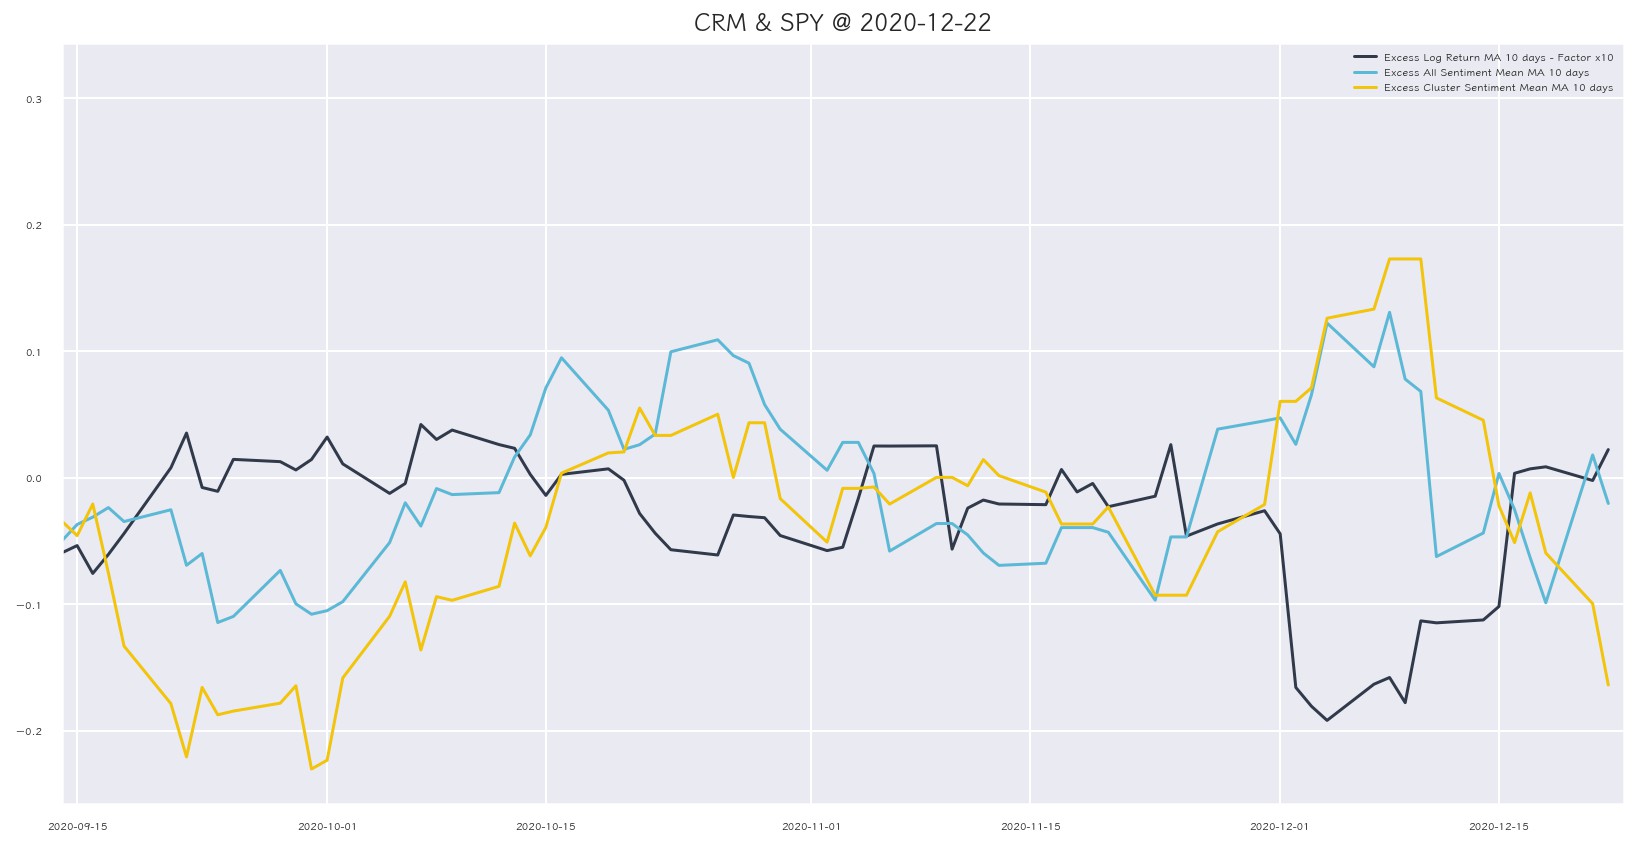 CRM & SPY @ 2020-12-22
Excess Log Return MA 10 days - Factor x10
Excess All Sentiment Mean MA 10 days
Excess Cluster Sentiment Mean MA 10 days
0.3
0.2
0.1
0.0
−0.1
−0.2
2020-09-15 2020-10-01 2020-10-15 2020-11-01 2020-11-15 2020-12-01 2020-12-15